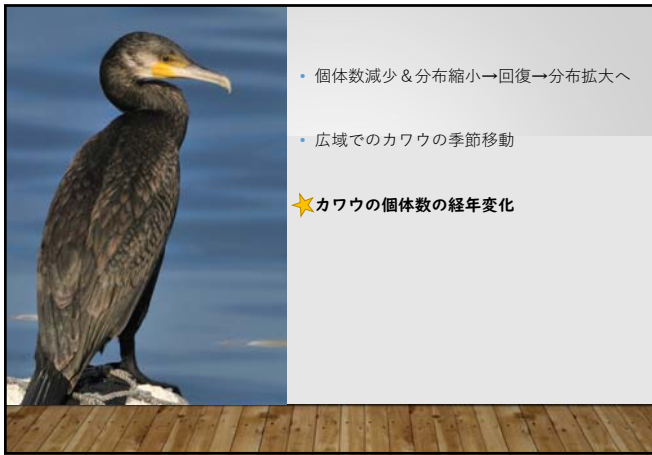 • 個体数減少＆分布縮小→回復→分布拡大へ
• 広域でのカワウの季節移動
カワウの個体数の経年変化